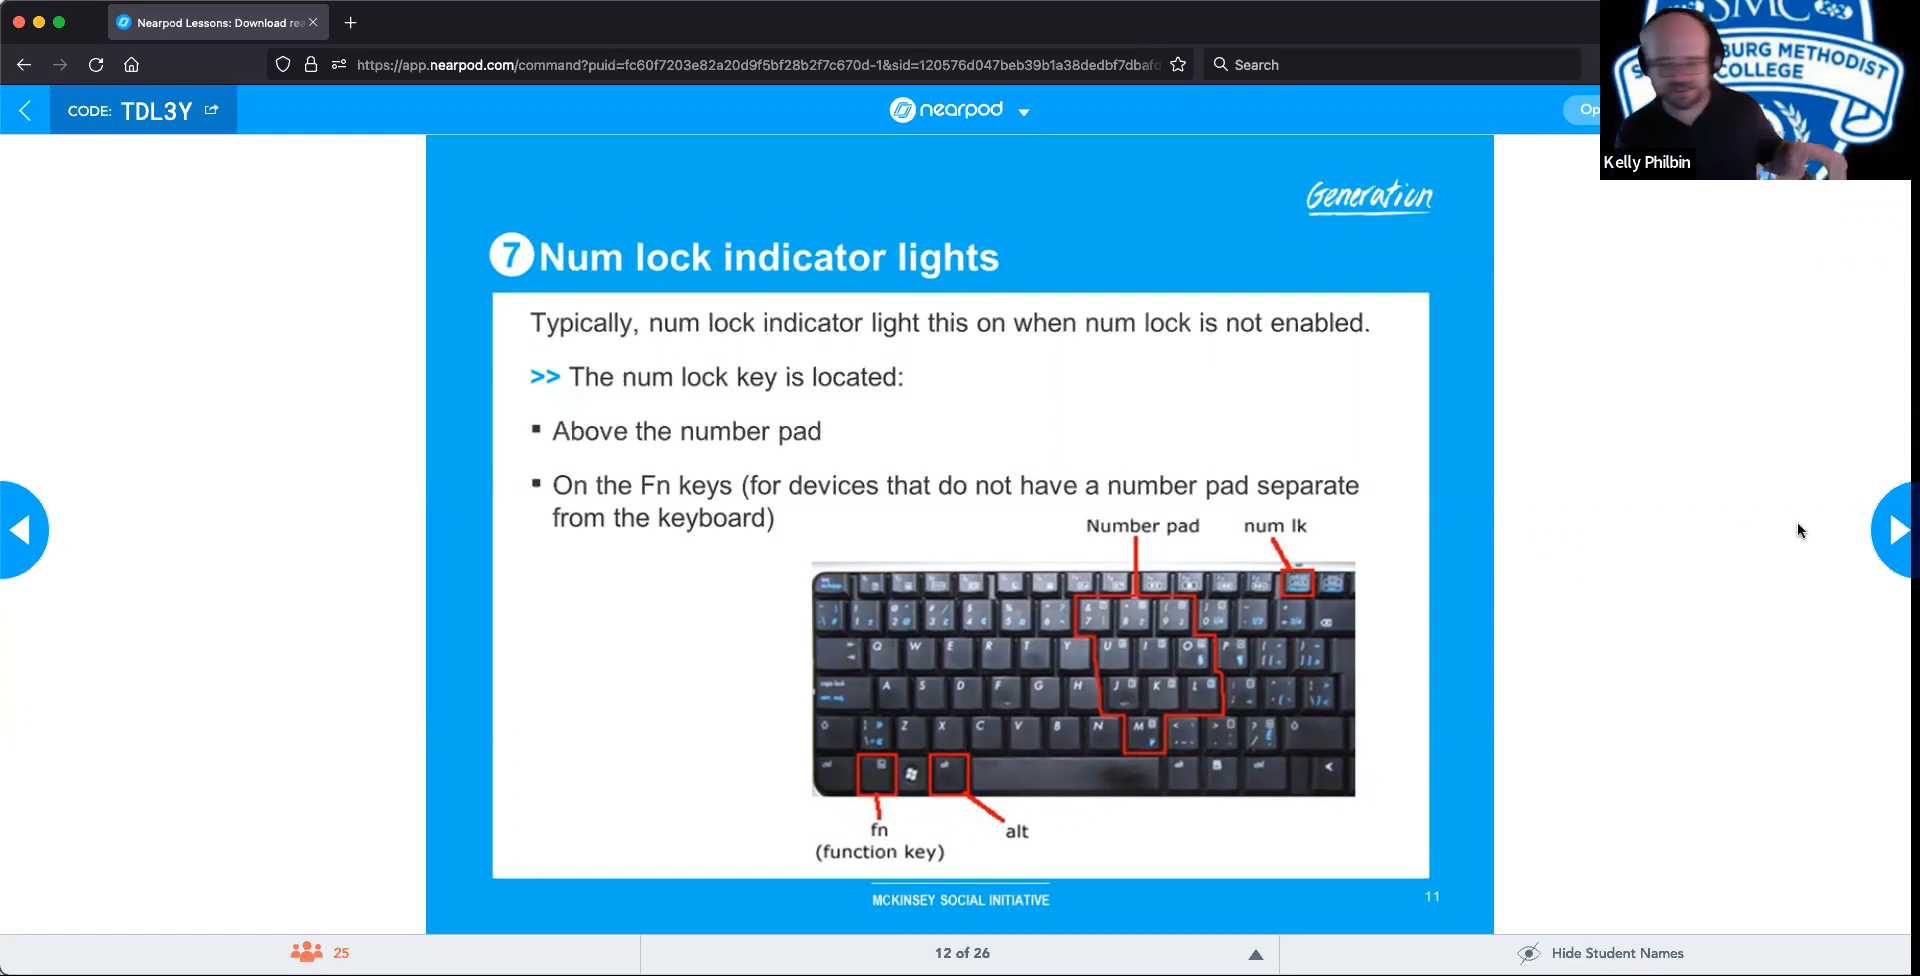 Nearpod Lessons: Download rea
https://app.nearpod.com/command?puid=fc60f7203e82a20d9f5bf28b2f7c670d-1&sid=120576d047beb39b1a38dedbf7dbafd
Search
SMC
BURG METHODIST
COLLEGE
Kelly Philbin
CODE: TDL3Y
nearpod
Op
Generation
7 Num lock indicator lights
Typically, num lock indicator light this on when num lock is not enabled.
>> The num lock key is located:
▪ Above the number pad
▪ On the Fn keys (for devices that do not have a number pad separate
from the keyboard)
Number pad
num lk
Q W E R T Y U I O P
A S D F G H J K L
Z X C V B N M
fn
(function key)
alt
MCKINSEY SOCIAL INITIATIVE
11
25
12 of 26
Hide Student Names